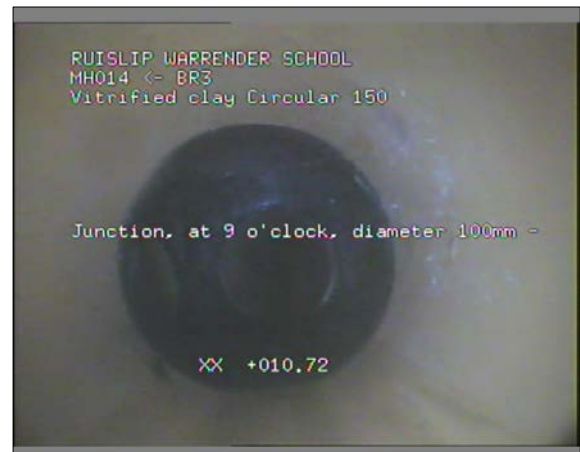 RUISLIP WARRENDER SCHOOL
MH014 <- BR3
Vitrified clay Circular 150
Junction, at 9 o'clock, diameter 100mm -
XX +010.72